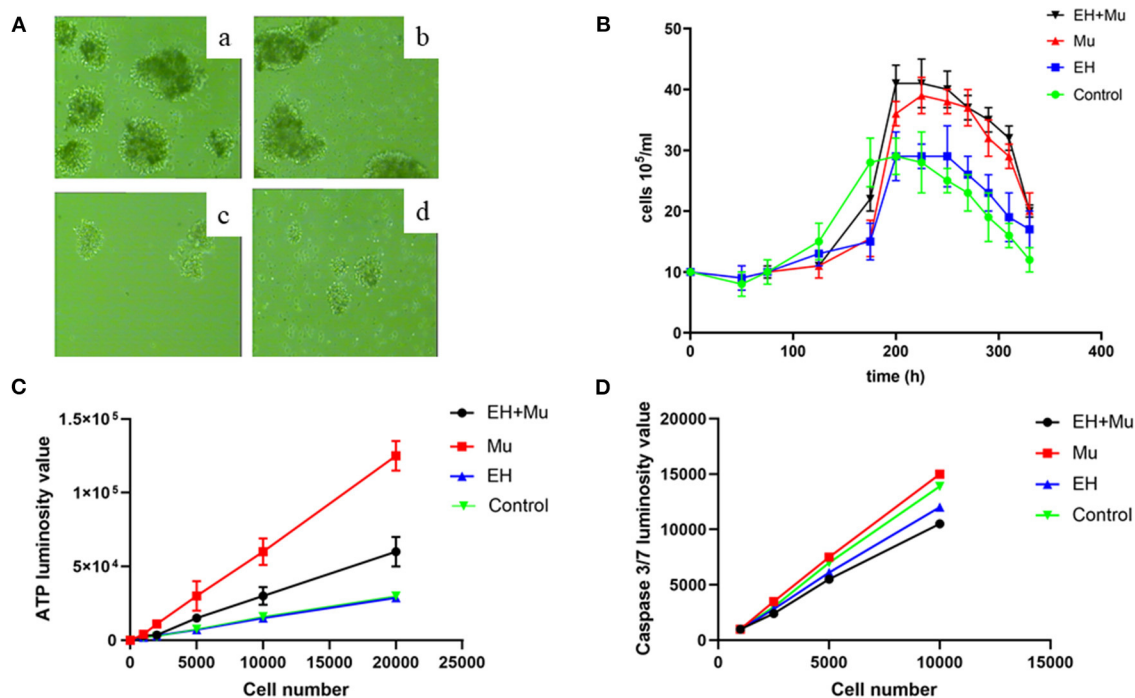 A
a
b
c
d
B
EH+Mu
Mu
EH
Control
50
40
30
20
10
0
cells 10⁵/ml
0 100 200 300 400
time (h)
C
EH+Mu
Mu
EH
Control
1.5×10⁵
1×10⁵
5×10⁴
0
ATP luminosity value
0 5000 10000 15000 20000 25000
Cell number
D
EH+Mu
Mu
EH
Control
20000
15000
10000
5000
0
Caspase 3/7 luminosity value
0 5000 10000 15000
Cell number